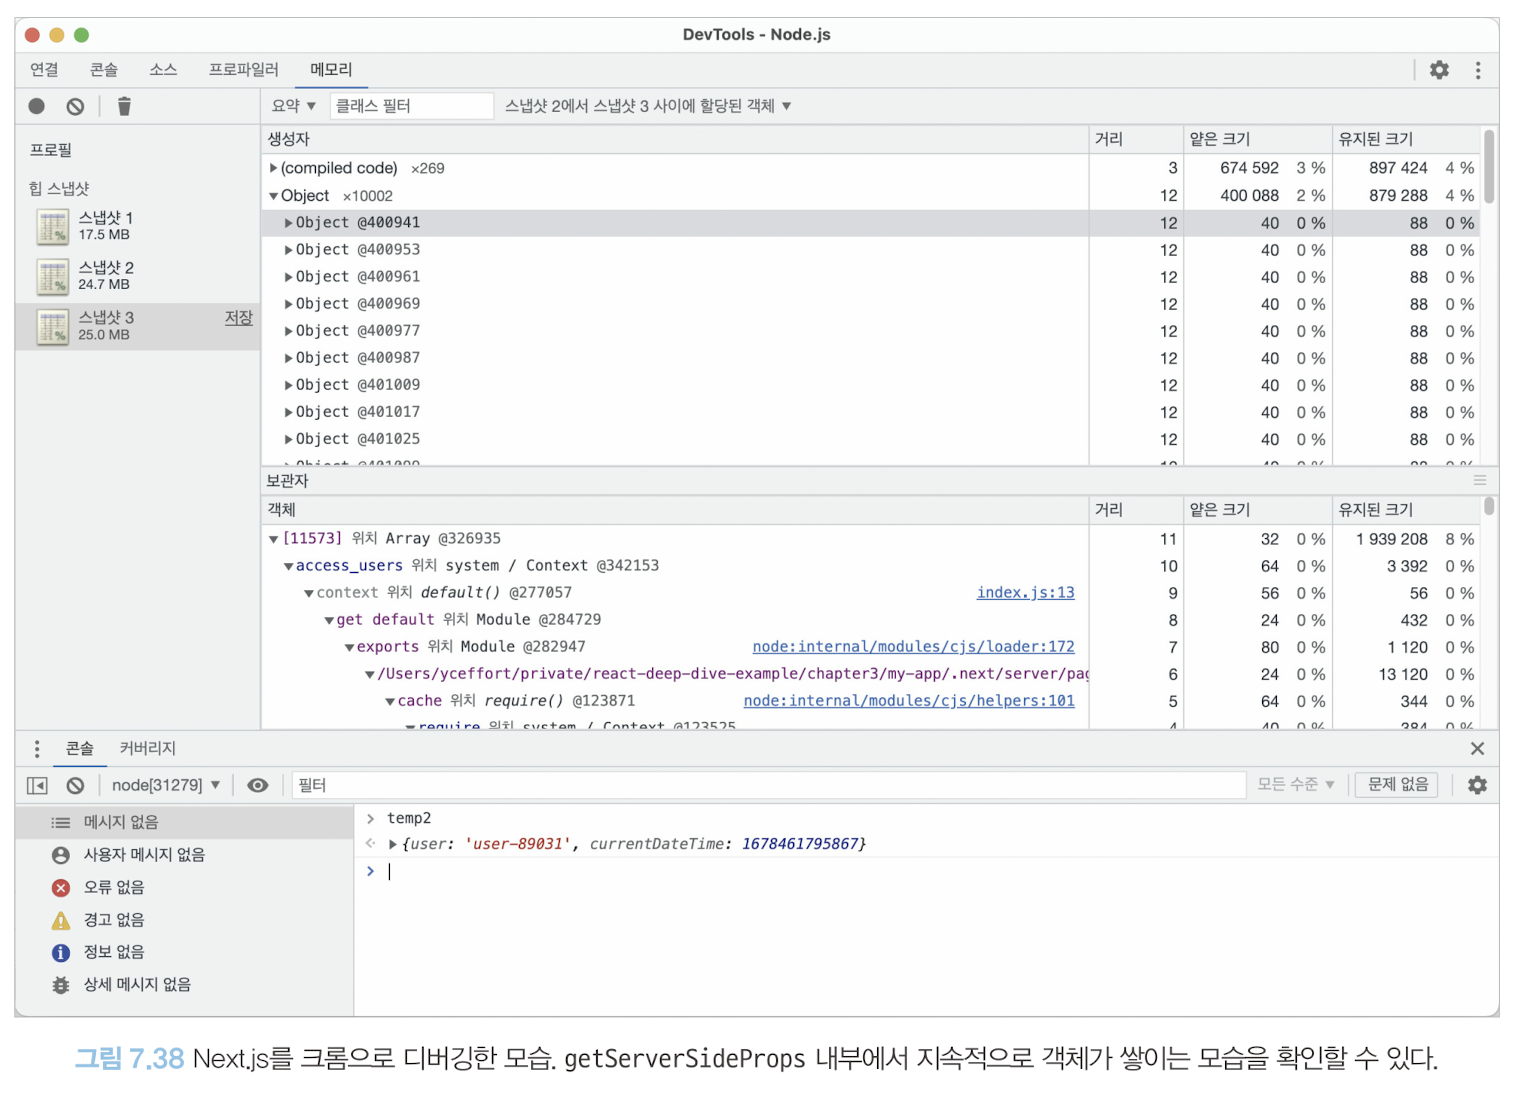 DevTools - Node.js
연결 콘솔 소스 프로파일러 메모리
요약 ▼ 클래스 필터 스냅샷 2에서 스냅샷 3 사이에 할당된 객체 ▼
프로필
힙 스냅샷
스냅샷 1
17.5 MB
스냅샷 2
24.7 MB
스냅샷 3 저장
25.0 MB
생성자 거리 얕은 크기 유지된 크기
▶(compiled code) ×269 3 674 592 3 % 897 424 4 %
▼Object ×10002 12 400 088 2 % 879 288 4 %
▶Object @400941 12 40 0 % 88 0 %
▶Object @400953 12 40 0 % 88 0 %
▶Object @400961 12 40 0 % 88 0 %
▶Object @400969 12 40 0 % 88 0 %
▶Object @400977 12 40 0 % 88 0 %
▶Object @400987 12 40 0 % 88 0 %
▶Object @401009 12 40 0 % 88 0 %
▶Object @401017 12 40 0 % 88 0 %
▶Object @401025 12 40 0 % 88 0 %
보관자
객체 거리 얕은 크기 유지된 크기
▼[11573] 위치 Array @326935 11 32 0 % 1 939 208 8 %
▼access_users 위치 system / Context @342153 10 64 0 % 3 392 0 %
▼context 위치 default() @277057 index.js:13 9 56 0 % 56 0 %
▼get default 위치 Module @284729 8 24 0 % 432 0 %
▼exports 위치 Module @282947 node:internal/modules/cjs/loader:172 7 80 0 % 1 120 0 %
▼/Users/yceffort/private/react-deep-dive-example/chapter3/my-app/.next/server/pag 6 24 0 % 13 120 0 %
▼cache 위치 require() @123871 node:internal/modules/cjs/helpers:101 5 64 0 % 344 0 %
▼require 위치 system / Context @123525 4 40 0 % 384 0 %
콘솔 커버리지
node[31279] ▼ 필터 모든 수준 ▼ 문제 없음
메시지 없음
사용자 메시지 없음
오류 없음
경고 없음
정보 없음
상세 메시지 없음
> temp2
▶{user: 'user-89031', currentDateTime: 1678461795867}
>
그림 7.38 Next.js를 크롬으로 디버깅한 모습. getServerSideProps 내부에서 지속적으로 객체가 쌓이는 모습을 확인할 수 있다.